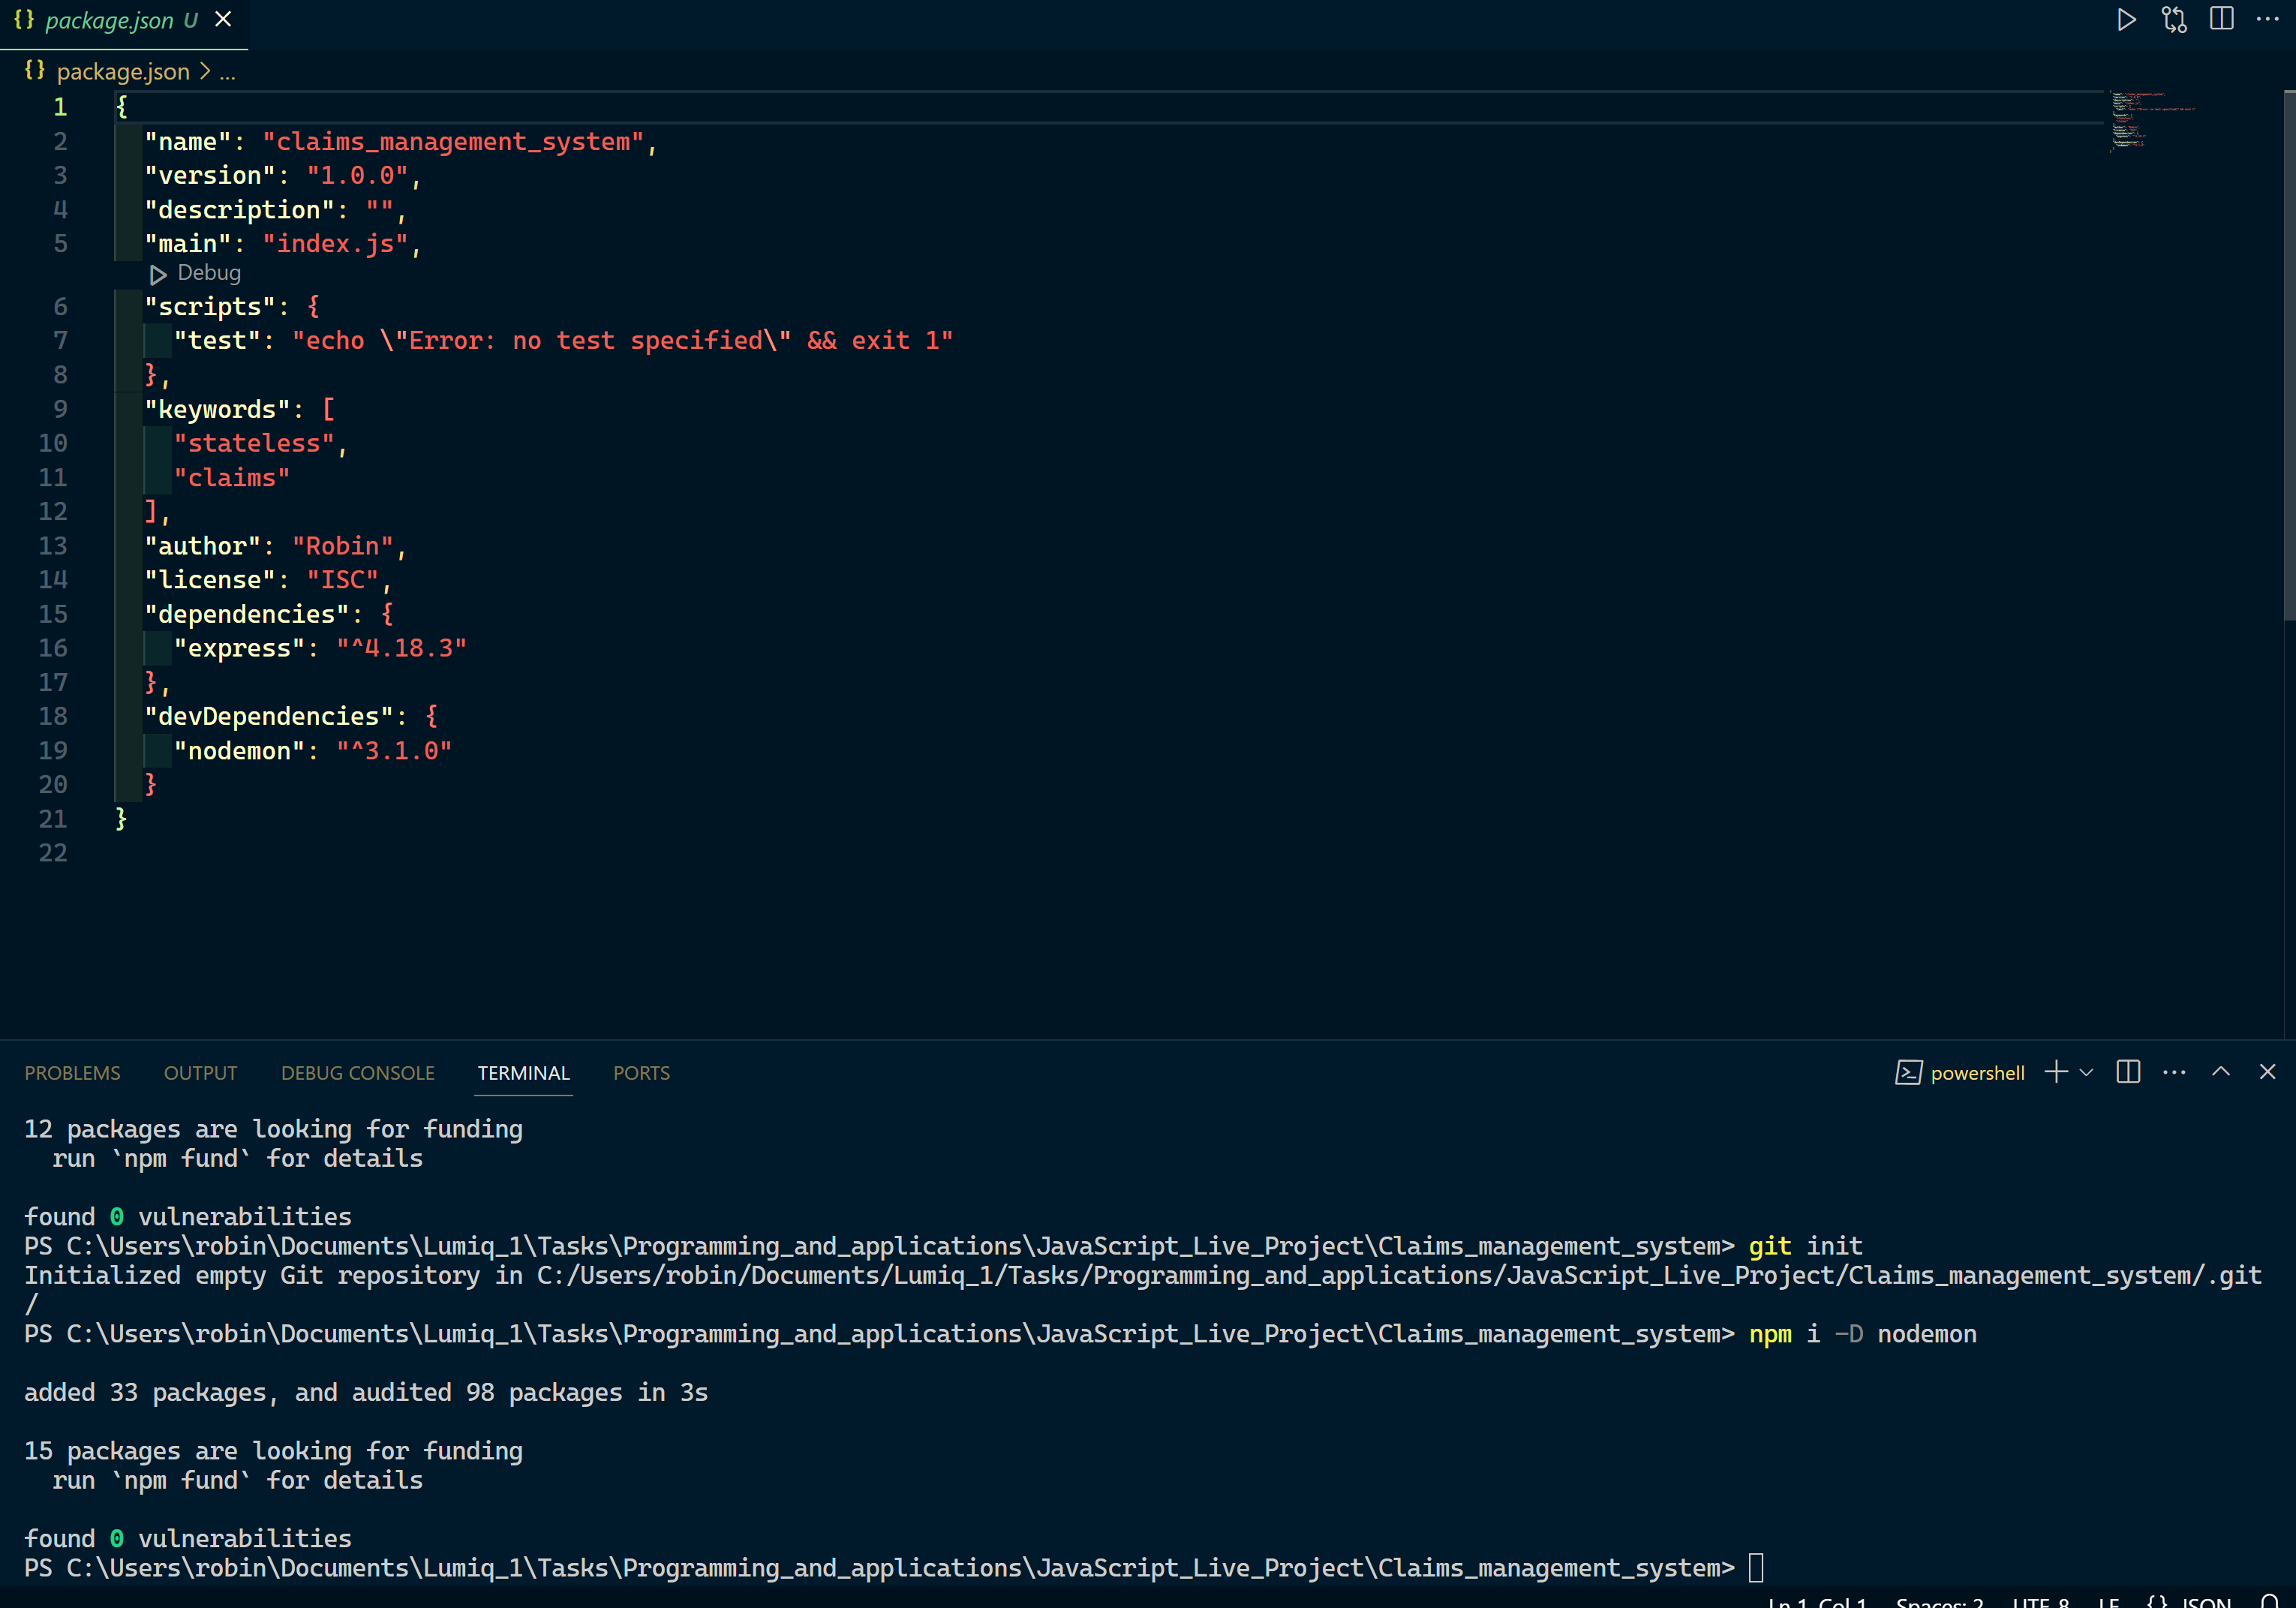 {} package.json U ×
{} package.json > ...
1 {
2 "name": "claims_management_system",
3 "version": "1.0.0",
4 "description": "",
5 "main": "index.js",
Debug
6 "scripts": {
7 "test": "echo \"Error: no test specified\" && exit 1"
8 },
9 "keywords": [
10 "stateless",
11 "claims"
12 ],
13 "author": "Robin",
14 "license": "ISC",
15 "dependencies": {
16 "express": "^4.18.3"
17 },
18 "devDependencies": {
19 "nodemon": "^3.1.0"
20 }
21 }
22
PROBLEMS OUTPUT DEBUG CONSOLE TERMINAL PORTS powershell
12 packages are looking for funding
run `npm fund` for details
found 0 vulnerabilities
PS C:\Users\robin\Documents\Lumiq_1\Tasks\Programming_and_applications\JavaScript_Live_Project\Claims_management_system> git init
Initialized empty Git repository in C:/Users/robin/Documents/Lumiq_1/Tasks/Programming_and_applications/JavaScript_Live_Project/Claims_management_system/.git
/
PS C:\Users\robin\Documents\Lumiq_1\Tasks\Programming_and_applications\JavaScript_Live_Project\Claims_management_system> npm i -D nodemon
added 33 packages, and audited 98 packages in 3s
15 packages are looking for funding
run `npm fund` for details
found 0 vulnerabilities
PS C:\Users\robin\Documents\Lumiq_1\Tasks\Programming_and_applications\JavaScript_Live_Project\Claims_management_system>
Ln 1, Col 1 Spaces: 2 UTF-8 LF {} JSON